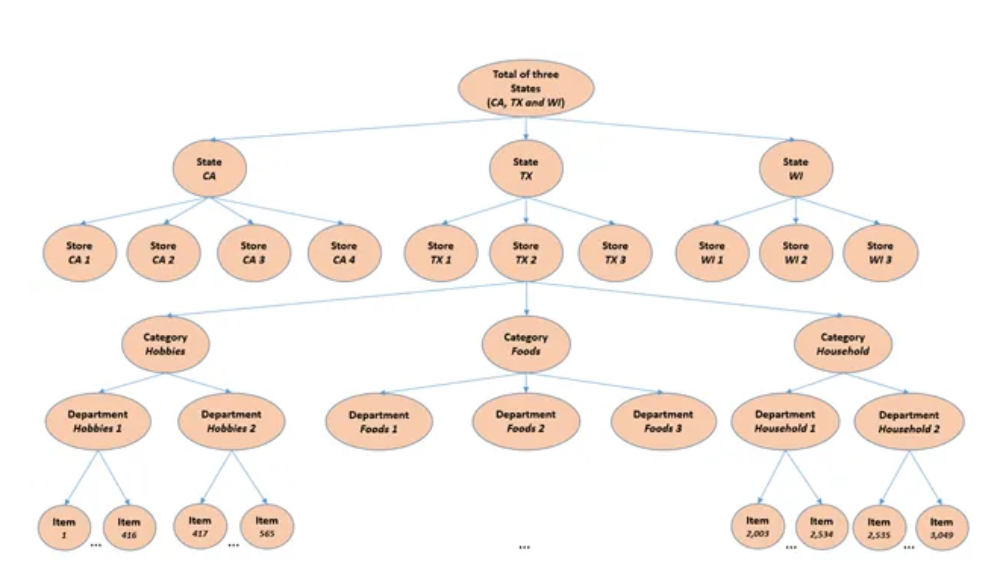 Total of three
States
(CA, TX and WI)
State
CA
State
TX
State
WI
Store
CA 1
Store
CA 2
Store
CA 3
Store
CA 4
Store
TX 1
Store
TX 2
Store
TX 3
Store
WI 1
Store
WI 2
Store
WI 3
Category
Hobbies
Category
Foods
Category
Household
Department
Hobbies 1
Department
Hobbies 2
Department
Foods 1
Department
Foods 2
Department
Foods 3
Department
Household 1
Department
Household 2
Item
1
...
Item
416
Item
417
...
Item
565
...
Item
2,003
...
Item
2,534
Item
2,535
...
Item
3,049